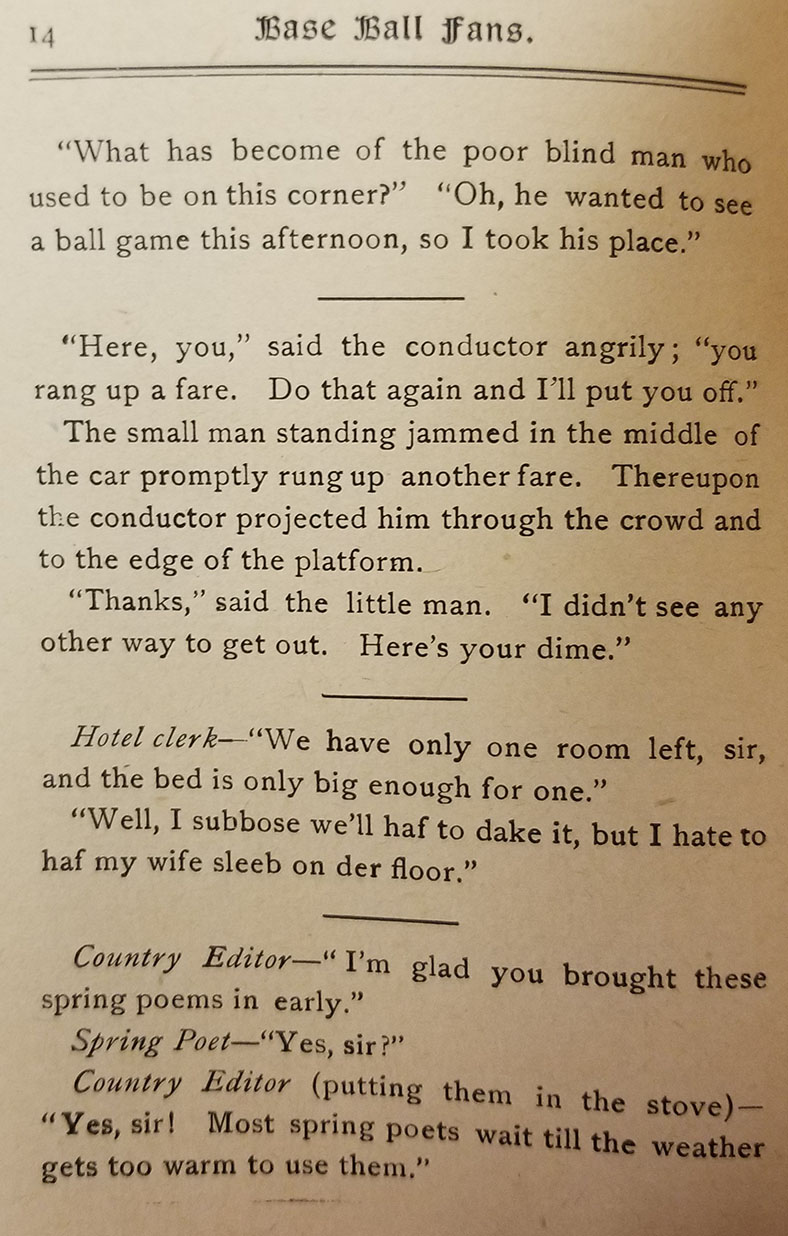 14
Base Ball Fans.
“What has become of the poor blind man who
used to be on this corner?” “Oh, he wanted to see
a ball game this afternoon, so I took his place.”
“Here, you,” said the conductor angrily; “you
rang up a fare. Do that again and I’ll put you off.”
The small man standing jammed in the middle of
the car promptly rung up another fare. Thereupon
the conductor projected him through the crowd and
to the edge of the platform.
“Thanks,” said the little man. “I didn’t see any
other way to get out. Here’s your dime.”
Hotel clerk—“We have only one room left, sir,
and the bed is only big enough for one.”
“Well, I subbose we’ll haf to dake it, but I hate to
haf my wife sleeb on der floor.”
Country Editor—“I’m glad you brought these
spring poems in early.”
Spring Poet—“Yes, sir?”
Country Editor (putting them in the stove)—
“Yes, sir! Most spring poets wait till the weather
gets too warm to use them.”